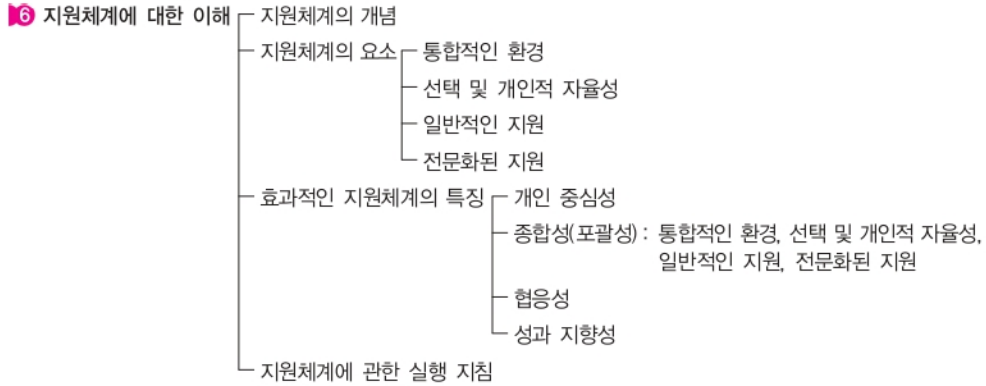 6 지원체계에 대한 이해
지원체계의 개념
지원체계의 요소
통합적인 환경
선택 및 개인적 자율성
일반적인 지원
전문화된 지원
효과적인 지원체계의 특징
개인 중심성
종합성(포괄성) : 통합적인 환경, 선택 및 개인적 자율성,
일반적인 지원, 전문화된 지원
협응성
성과 지향성
지원체계에 관한 실행 지침